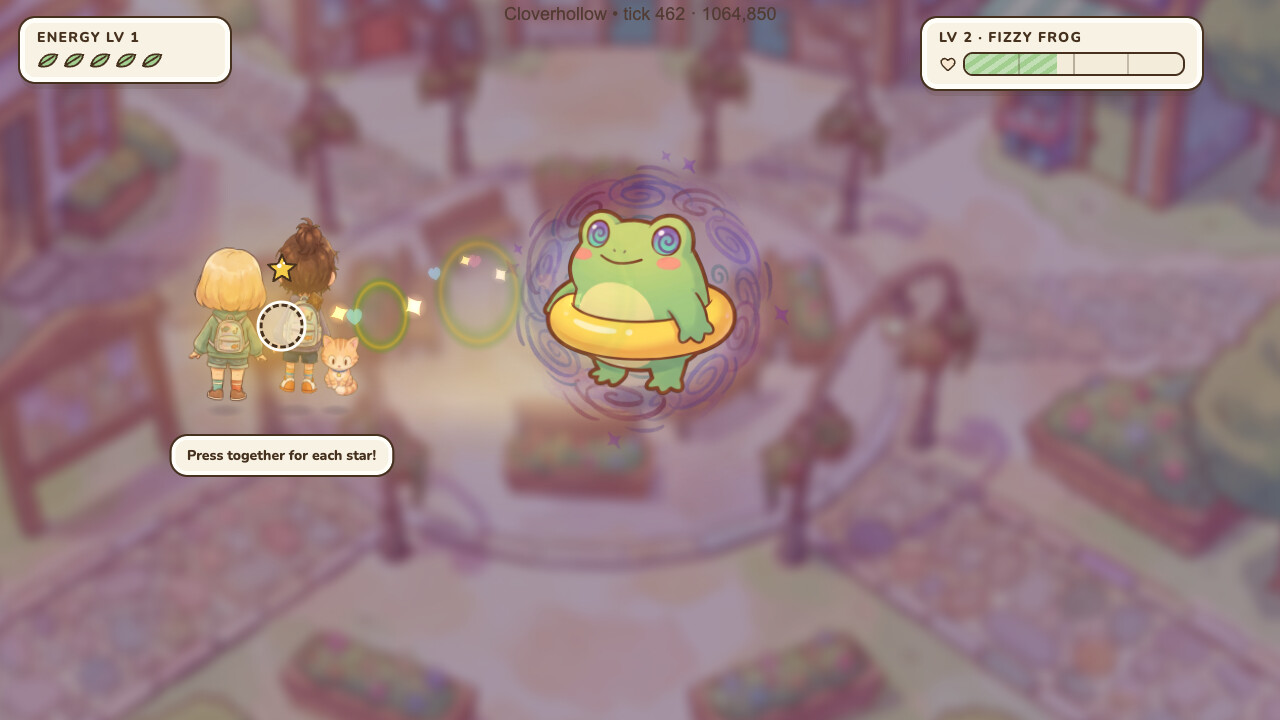 Cloverhollow • tick 462 · 1064,850
ENERGY LV 1
LV 2 · FIZZY FROG
Press together for each star!